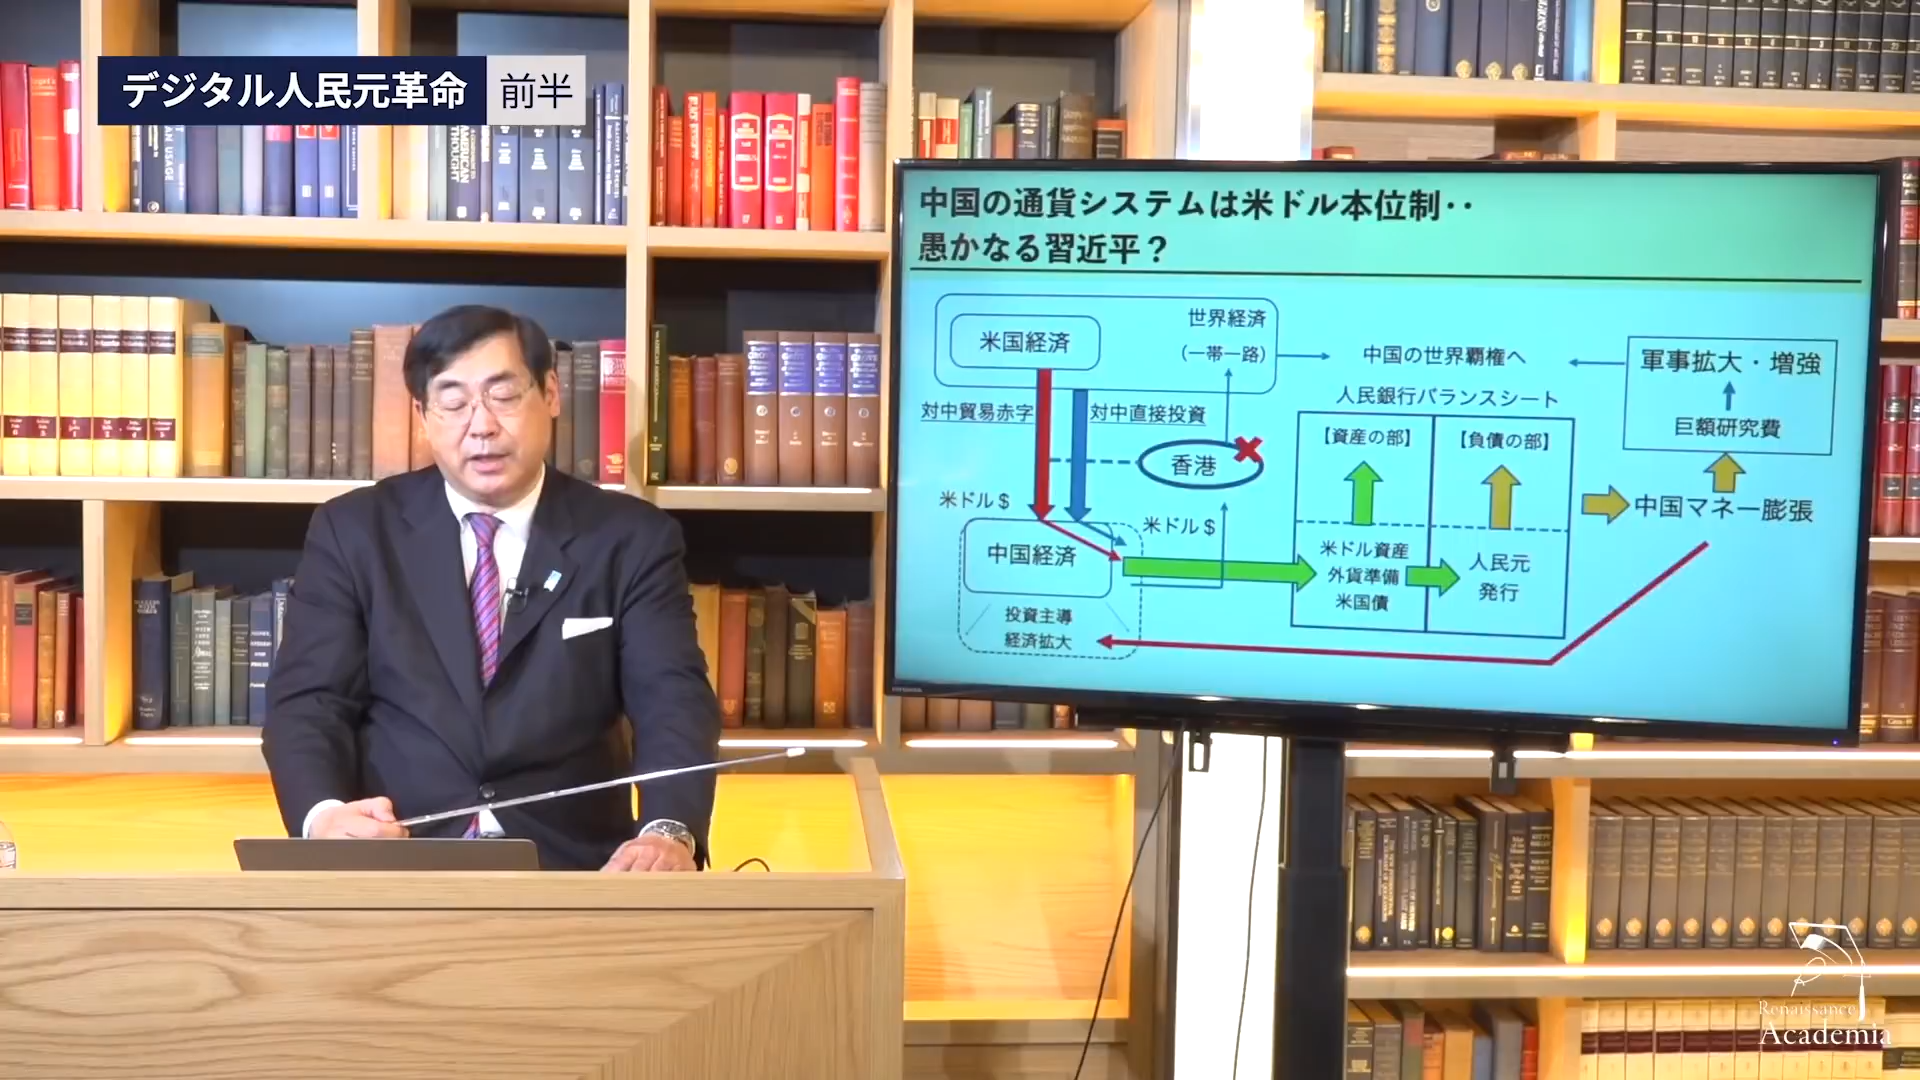 デジタル人民元革命 前半
中国の通貨システムは米ドル本位制‥
愚かなる習近平？
世界経済
(一帯一路)
米国経済
中国の世界覇権へ
軍事拡大・増強
巨額研究費
人民銀行バランスシート
対中貿易赤字
対中直接投資
【資産の部】
【負債の部】
香港
米ドル＄
米ドル＄
中国マネー膨張
中国経済
米ドル資産
外貨準備
米国債
人民元
発行
投資主導
経済拡大
AMERICAN
THOUGHT
Renaissance
Academia